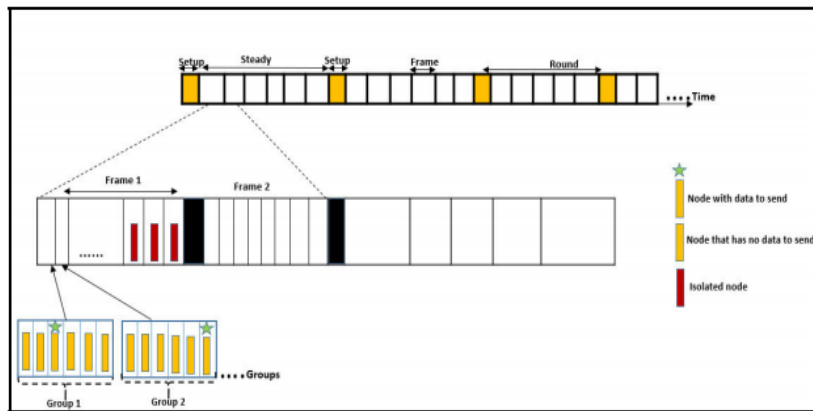 Setup
Steady
Setup
Frame
Round
....Time
Frame 1
Frame 2
......
Node with data to send
Node that has no data to send
Isolated node
....Groups
Group 1
Group 2